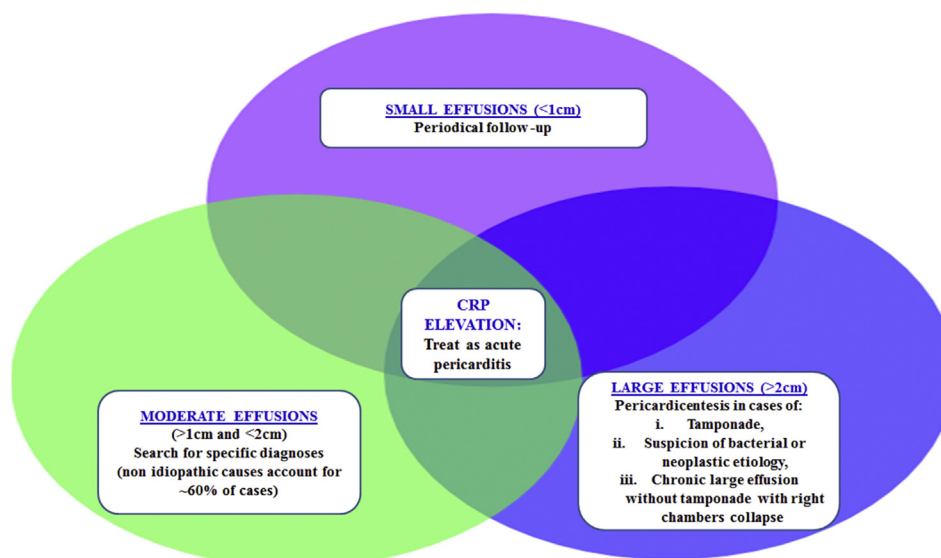 SMALL EFFUSIONS (<1cm)
Periodical follow-up
CRP
ELEVATION:
Treat as acute
pericarditis
MODERATE EFFUSIONS
(>1cm and <2cm)
Search for specific diagnoses
(non idiopathic causes account for
~60% of cases)
LARGE EFFUSIONS (>2cm)
Pericardicentesis in cases of:
i. Tamponade,
ii. Suspicion of bacterial or
neoplastic etiology,
iii. Chronic large effusion
without tamponade with right
chambers collapse